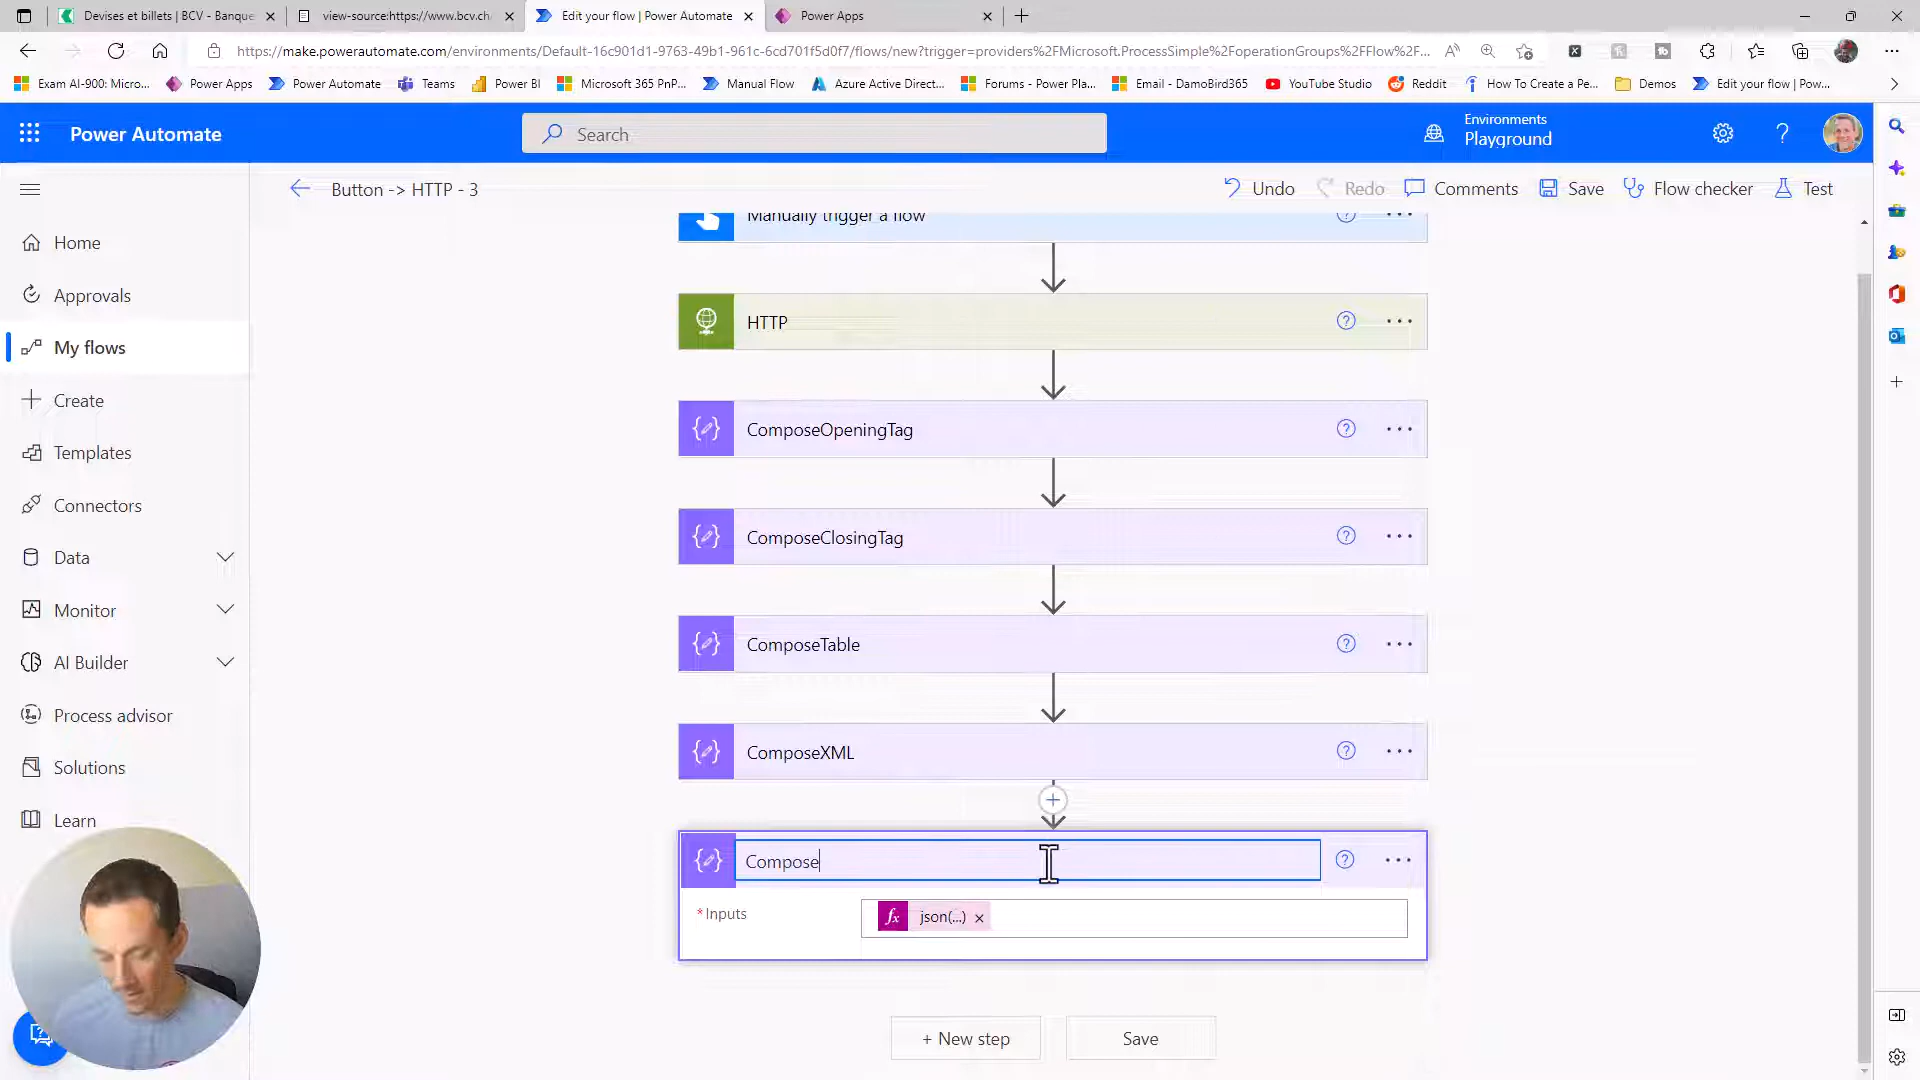 Devises et billets | BCV - Banque
view-source:https://www.bcv.ch
Edit your flow | Power Automate
Power Apps
https://make.powerautomate.com/environments/Default-16c901d1-9763-49b1-961c-6cd701f5d0f7/flows/new?trigger=providers%2FMicrosoft.ProcessSimple%2FoperationGroups%2FFlow%2F...
Exam AI-900: Micro...
Power Apps
Power Automate
Teams
Power BI
Microsoft 365 PnP...
Manual Flow
Azure Active Direct...
Forums - Power Pla...
Email - DamoBird365
YouTube Studio
Reddit
How To Create a Pe...
Demos
Edit your flow | Pow...
Power Automate
Search
Environments
Playground
Button -> HTTP - 3
Undo
Redo
Comments
Save
Flow checker
Test
Home
Approvals
My flows
Create
Templates
Connectors
Data
Monitor
AI Builder
Process advisor
Solutions
Learn
Manually trigger a flow
HTTP
ComposeOpeningTag
ComposeClosingTag
ComposeTable
ComposeXML
Compose
*Inputs
fx json(...) ×
+ New step
Save